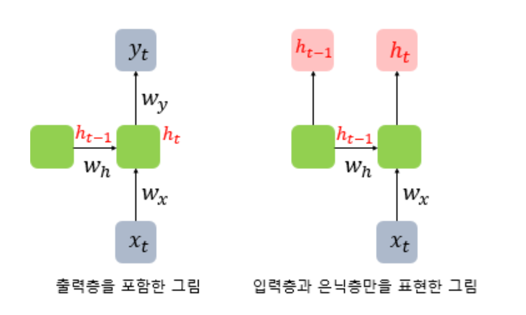 y_t
h_{t-1}
h_t
w_y
h_{t-1}
h_t
w_h
h_{t-1}
w_h
w_x
w_x
x_t
x_t
출력층을 포함한 그림
입력층과 은닉층만을 표현한 그림